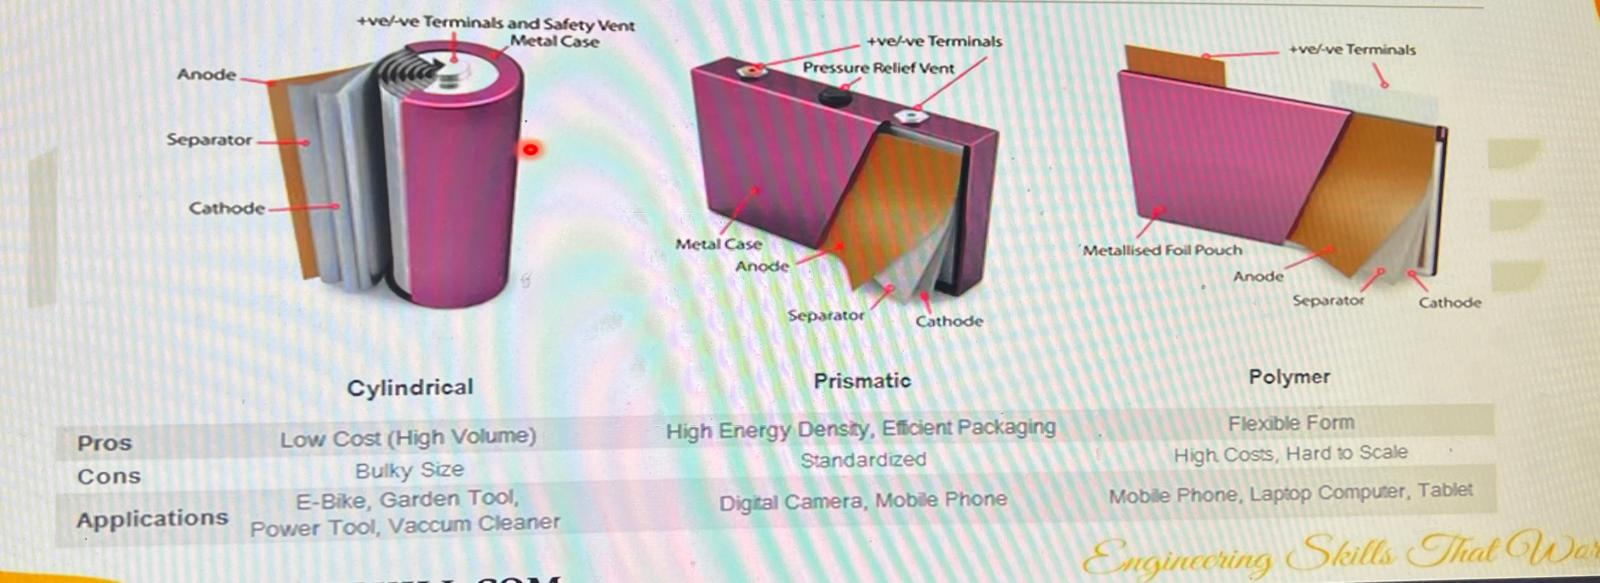 +ve/-ve Terminals and Safety Vent
Metal Case
Anode
Separator
Cathode
+ve/-ve Terminals
Pressure Relief Vent
Metal Case
Anode
Separator
Cathode
+ve/-ve Terminals
Metallised Foil Pouch
Anode
Separator
Cathode
Cylindrical
Prismatic
Polymer
Pros
Low Cost (High Volume)
High Energy Density, Efficient Packaging
Flexible Form
Cons
Bulky Size
Standardized
High Costs, Hard to Scale
Applications
E-Bike, Garden Tool,
Power Tool, Vaccum Cleaner
Digital Camera, Mobile Phone
Mobile Phone, Laptop Computer, Tablet
Engineering Skills That